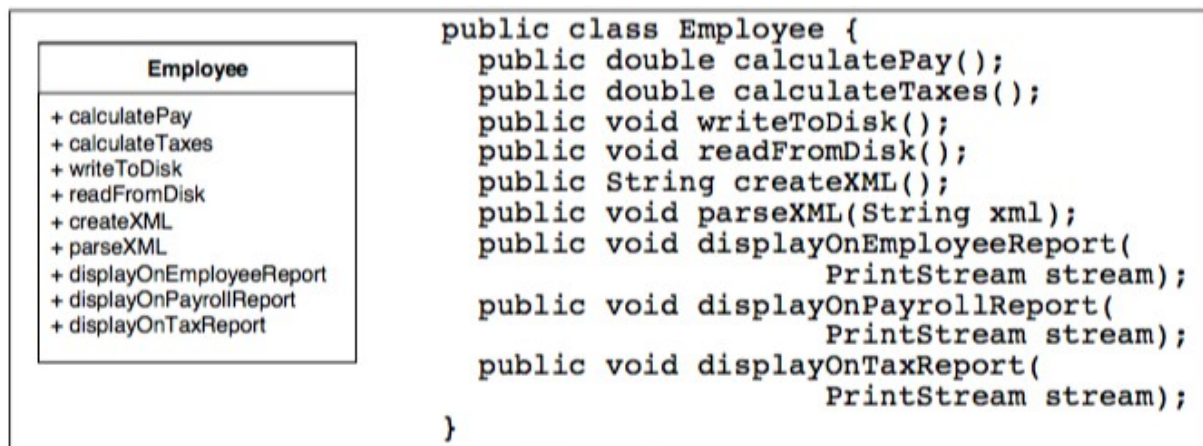 Employee
+ calculatePay
+ calculateTaxes
+ writeToDisk
+ readFromDisk
+ createXML
+ parseXML
+ displayOnEmployeeReport
+ displayOnPayrollReport
+ displayOnTaxReport
public class Employee {
public double calculatePay();
public double calculateTaxes();
public void writeToDisk();
public void readFromDisk();
public String createXML();
public void parseXML(String xml);
public void displayOnEmployeeReport(
PrintStream stream);
public void displayOnPayrollReport(
PrintStream stream);
public void displayOnTaxReport(
PrintStream stream);
}